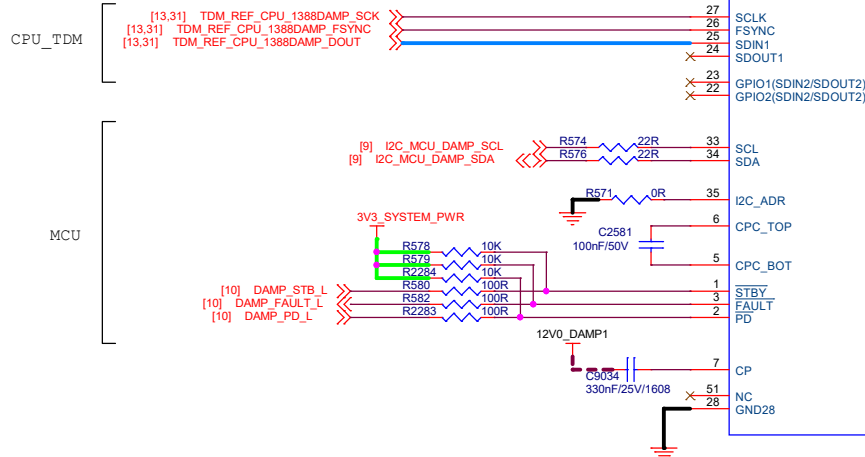 [13,31] TDM_REF_CPU_1388DAMP_SCK 27 SCLK
[13,31] TDM_REF_CPU_1388DAMP_FSYNC 26 FSYNC
CPU_TDM
[13,31] TDM_REF_CPU_1388DAMP_DOUT 25 SDIN1
24 SDOUT1
23 GPIO1(SDIN2/SDOUT2)
22 GPIO2(SDIN2/SDOUT2)
[9] I2C_MCU_DAMP_SCL R574 22R 33 SCL
[9] I2C_MCU_DAMP_SDA R576 22R 34 SDA
R571 0R 35 I2C_ADR
3V3_SYSTEM_PWR
6 CPC_TOP
MCU
C2581
100nF/50V
R578 10K
R579 10K 5 CPC_BOT
R2284 10K
[10] DAMP_STB_L R580 100R 1 STBY
[10] DAMP_FAULT_L R582 100R 3 FAULT
[10] DAMP_PD_L R2283 100R 2 PD
12V0_DAMP1
7 CP
C9034
330nF/25V/1608
51 NC
28 GND28